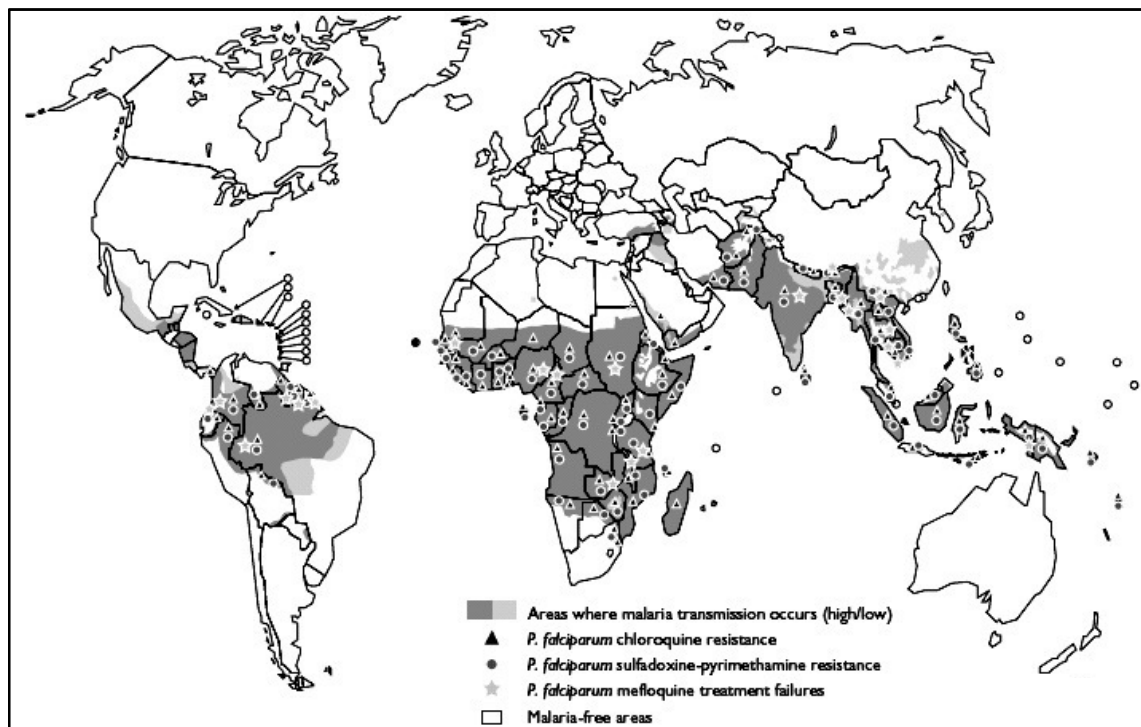 Areas where malaria transmission occurs (high/low)
P. falciparum chloroquine resistance
P. falciparum sulfadoxine-pyrimethamine resistance
P. falciparum mefloquine treatment failures
Malaria-free areas